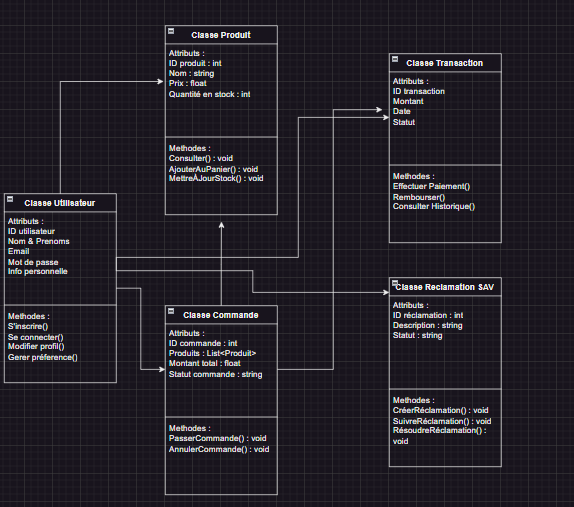 Classe Produit
Attributs :
ID produit : int
Nom : string
Prix : float
Quantité en stock : int
Methodes :
Consulter() : void
AjouterAuPanier() : void
MettreÀJourStock() : void
Classe Transaction
Attributs :
ID transaction
Montant
Date
Statut
Methodes :
Effectuer Paiement()
Rembourser()
Consulter Historique()
Classe Utilisateur
Attributs :
ID utilisateur
Nom & Prenoms
Email
Mot de passe
Info personnelle
Methodes :
S'inscrire()
Se connecter()
Modifier profil()
Gerer préference()
Classe Commande
Attributs :
ID commande : int
Produits : List<Produit>
Montant total : float
Statut commande : string
Methodes :
PasserCommande() : void
AnnulerCommande() : void
Classe Reclamation SAV
Attributs :
ID réclamation : int
Description : string
Statut : string
Methodes :
CréerRéclamation() : void
SuivreRéclamation() : void
RésoudreRéclamation() :
void